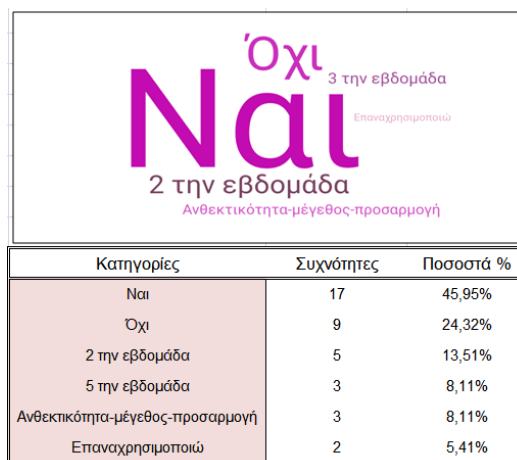 Όχι
3 την εβδομάδα
Ναι
Επαναχρησιμοποιώ
2 την εβδομάδα
Ανθεκτικότητα-μέγεθος-προσαρμογή
Κατηγορίες Συχνότητες Ποσοστά %
Ναι 17 45,95%
Όχι 9 24,32%
2 την εβδομάδα 5 13,51%
5 την εβδομάδα 3 8,11%
Ανθεκτικότητα-μέγεθος-προσαρμογή 3 8,11%
Επαναχρησιμοποιώ 2 5,41%